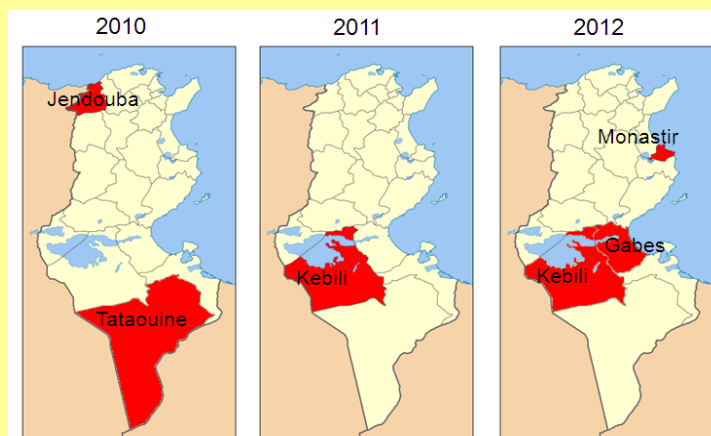 2010
2011
2012
Jendouba
Tataouine
Kebili
Monastir
Gabes
Kebili